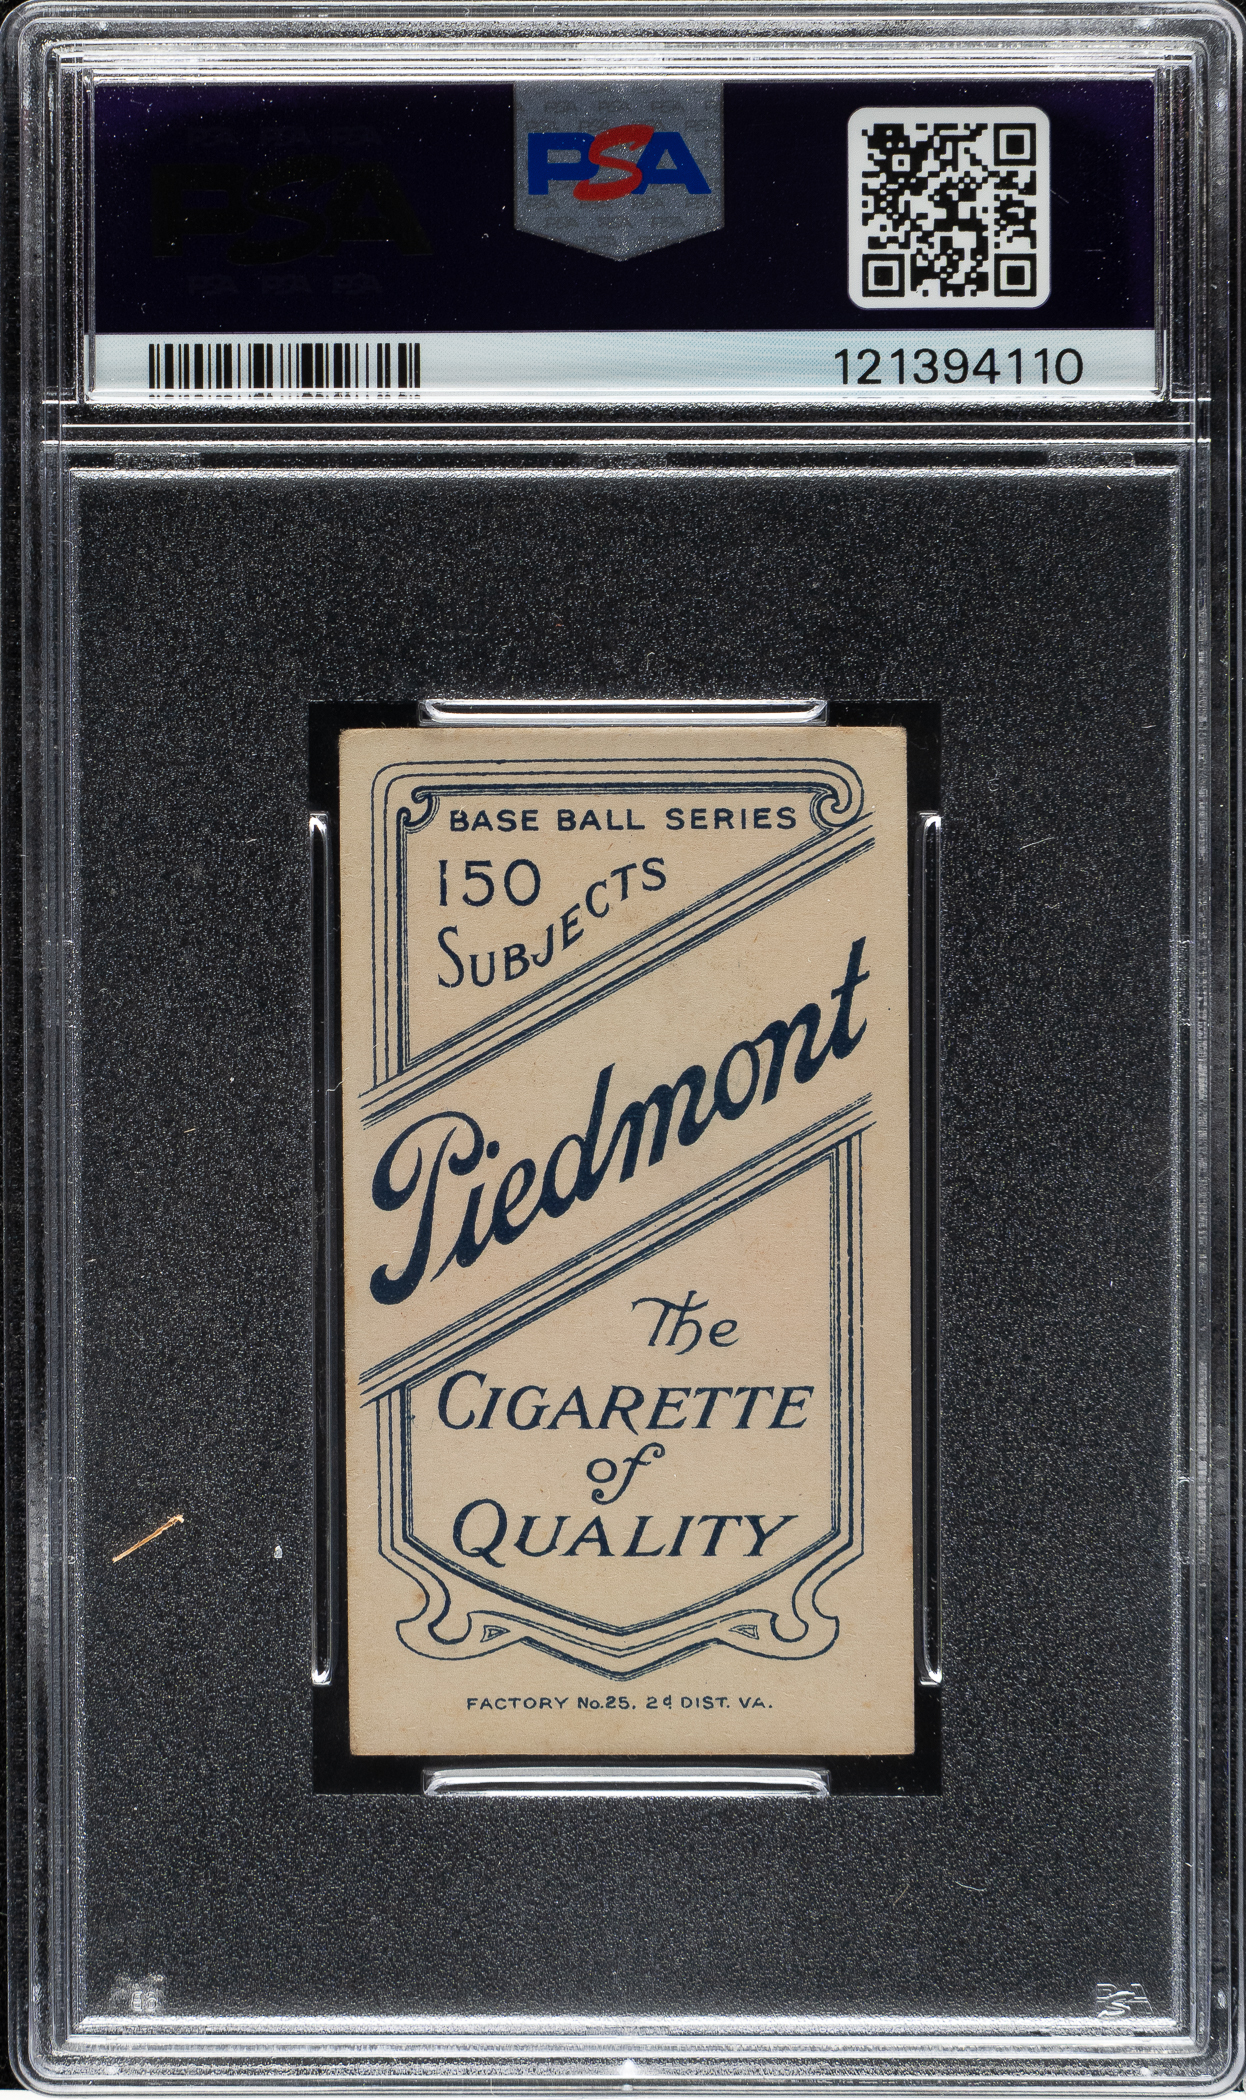 PSA
121394110
BASE BALL SERIES
150
SUBJECTS
Piedmont
The
CIGARETTE
of
QUALITY
FACTORY No.25, 2d DIST. VA.